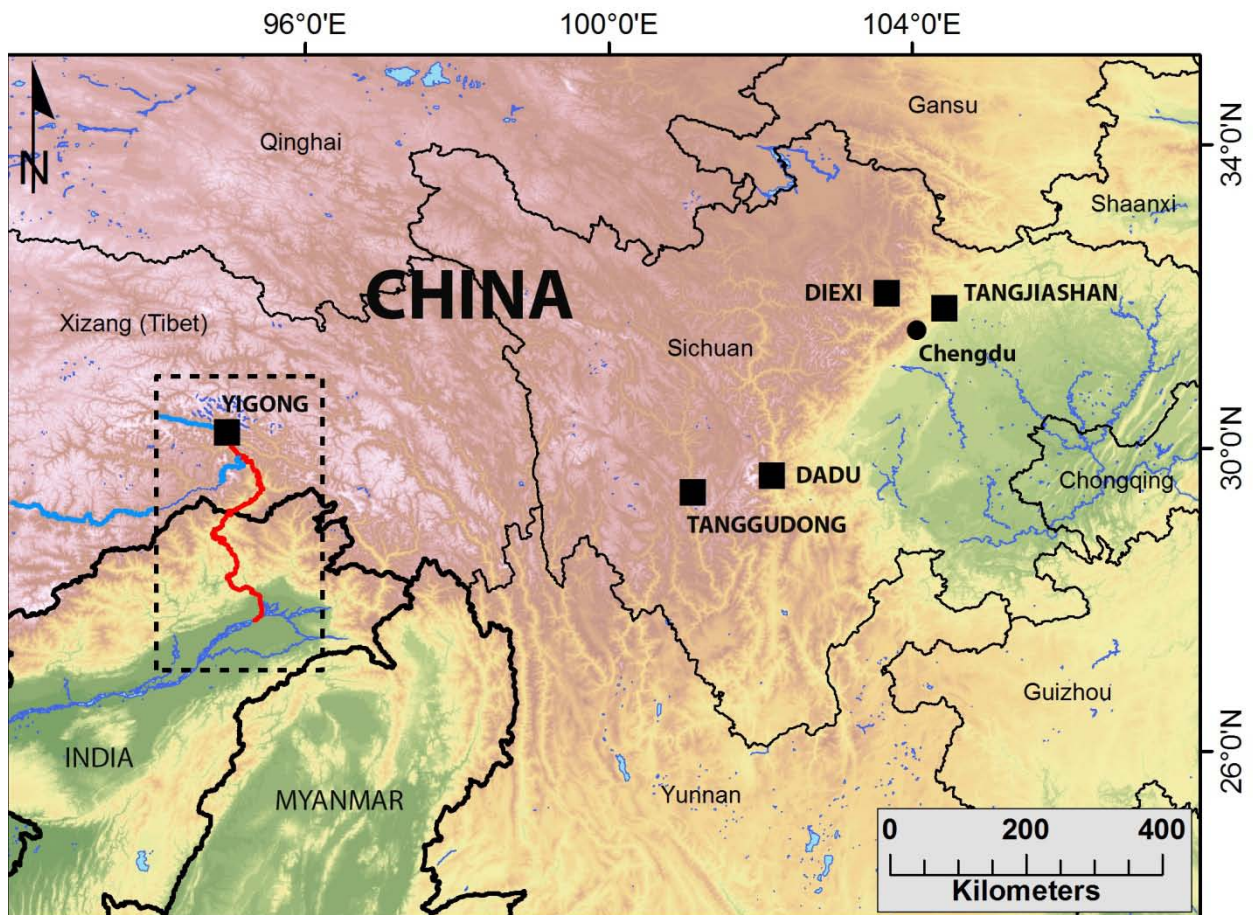 96°0'E 100°0'E 104°0'E
N
Qinghai
Gansu
34°0'N
Shaanxi
CHINA
DIEXI
TANGJIASHAN
Xizang (Tibet)
Sichuan
Chengdu
YIGONG
30°0'N
DADU
Chongqing
TANGGUDONG
Guizhou
INDIA
26°0'N
MYANMAR
Yunnan
0 200 400
Kilometers